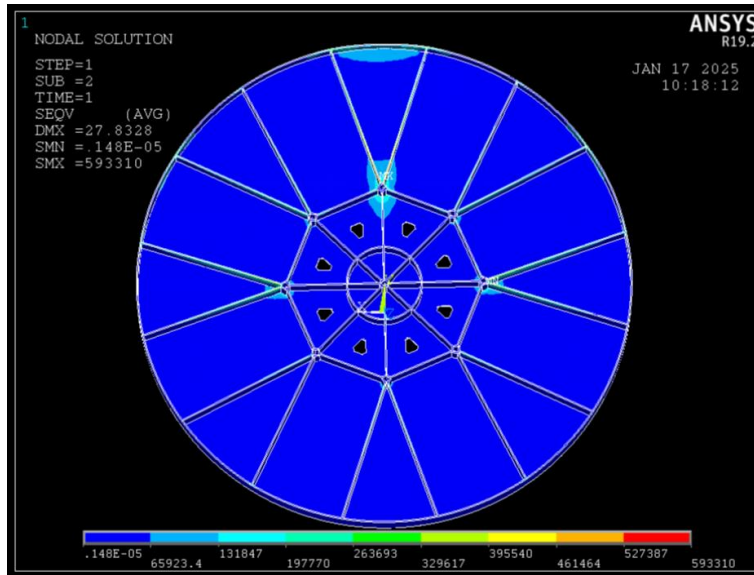 1
NODAL SOLUTION
STEP=1
SUB =2
TIME=1
SEQV (AVG)
DMX =27.8328
SMN =.148E-05
SMX =593310
ANSYS
R19.2
JAN 17 2025
10:18:12
.148E-05 131847 263693 395540 527387
65923.4 197770 329617 461464 593310